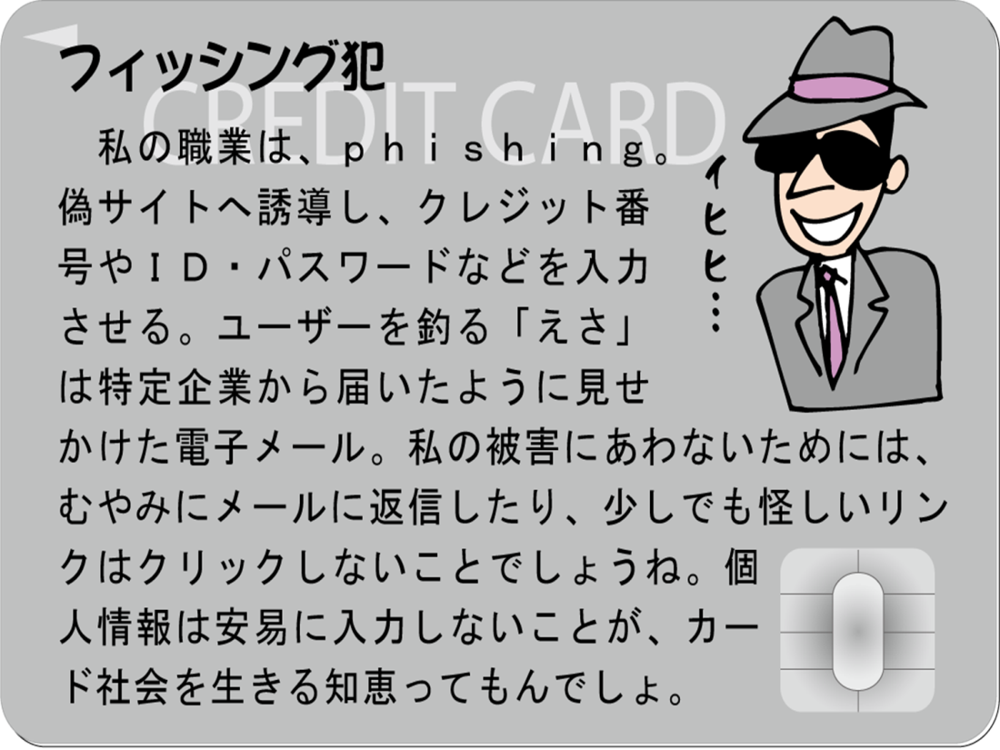 フィッシング犯
CREDIT CARD
　私の職業は、ｐｈｉｓｈｉｎｇ。
偽サイトへ誘導し、クレジット番
号やＩＤ・パスワードなどを入力
させる。ユーザーを釣る「えさ」
は特定企業から届いたように見せ
かけた電子メール。私の被害にあわないためには、
むやみにメールに返信したり、少しでも怪しいリン
クはクリックしないことでしょうね。個
人情報は安易に入力しないことが、カー
ド社会を生きる知恵ってもんでしょ。
イヒヒ…